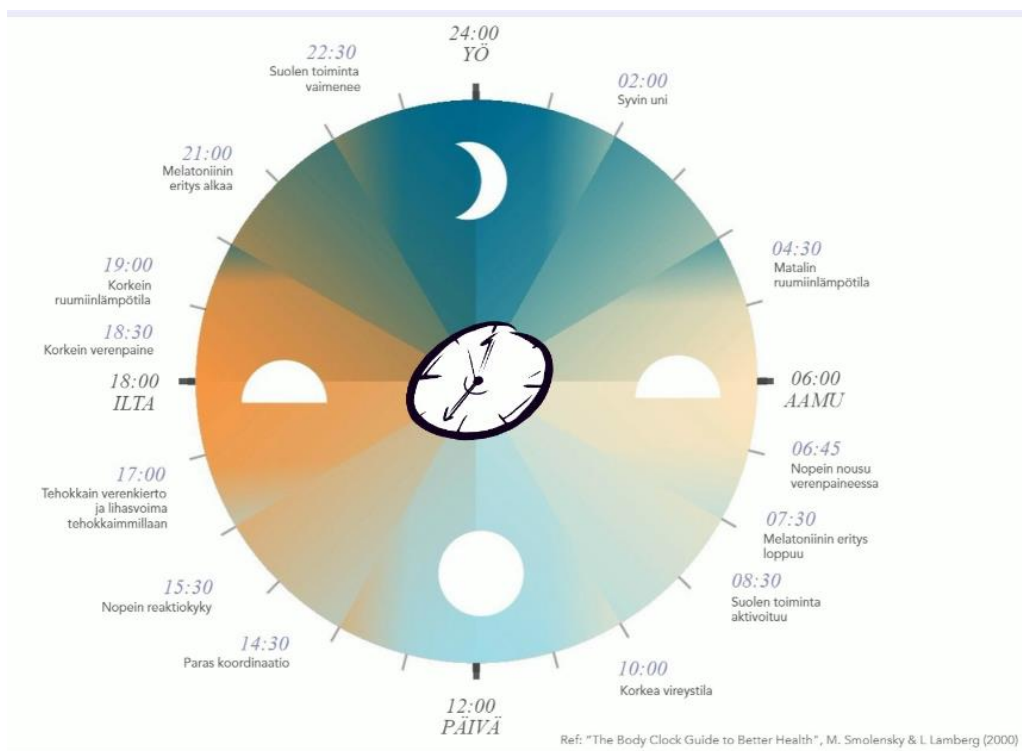 24:00
YÖ
02:00
Syvin uni
04:30
Matalin
ruumiinlämpötila
06:00
AAMU
06:45
Nopein nousu
verenpaineessa
07:30
Melatoniinin eritys
loppuu
08:30
Suolen toiminta
aktivoituu
10:00
Korkea vireystila
12:00
PÄIVÄ
14:30
Paras koordinaatio
15:30
Nopein reaktiokyky
17:00
Tehokkain verenkierto
ja lihasvoima
tehokkaimmillaan
18:00
ILTA
18:30
Korkein verenpaine
19:00
Korkein
ruumiinlämpötila
21:00
Melatoniinin
eritys alkaa
22:30
Suolen toiminta
vaimenee
Ref: "The Body Clock Guide to Better Health", M. Smolensky & L Lamberg (2000)